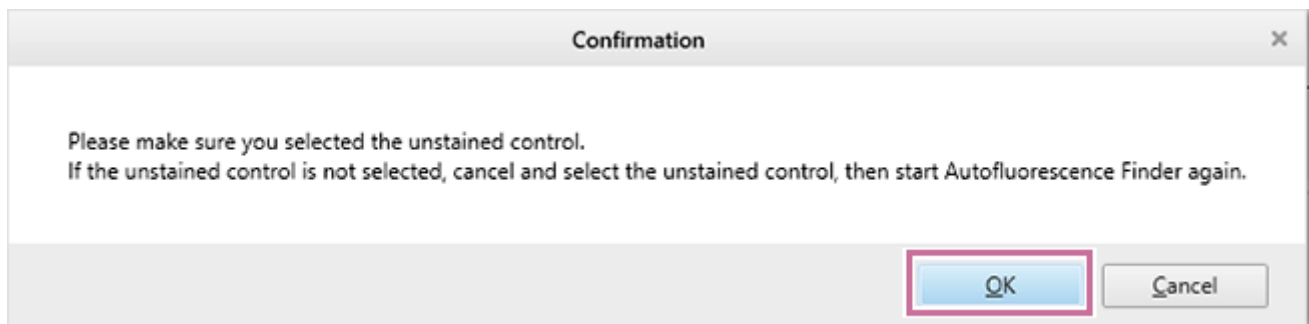 Confirmation
Please make sure you selected the unstained control.
If the unstained control is not selected, cancel and select the unstained control, then start Autofluorescence Finder again.
OK
Cancel